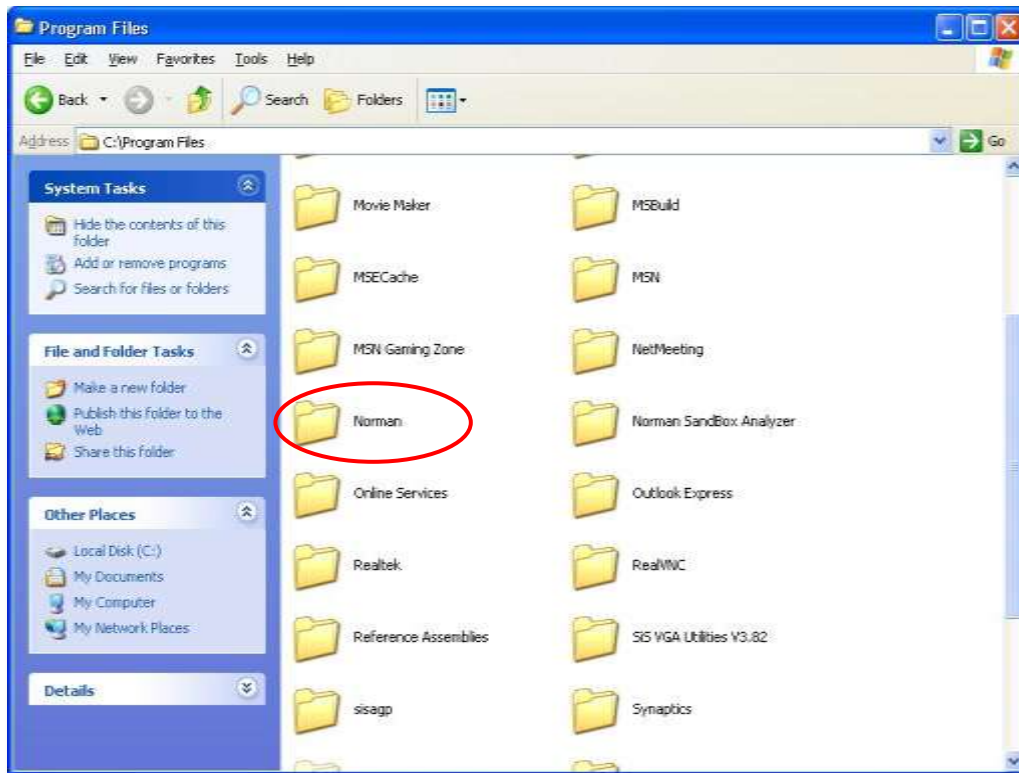 Program Files
File Edit View Favorites Tools Help
Back Search Folders
Address C:\Program Files Go
System Tasks
Hide the contents of this
folder
Add or remove programs
Search for files or folders
File and Folder Tasks
Make a new folder
Publish this folder to the
Web
Share this folder
Other Places
Local Disk (C:)
My Documents
My Computer
My Network Places
Details
Movie Maker MSBuild
MSECache MSN
MSN Gaming Zone NetMeeting
Norman Norman SandBox Analyzer
Online Services Outlook Express
Realtek RealVNC
Reference Assemblies SiS VGA Utilities V3.82
sisagp Synaptics